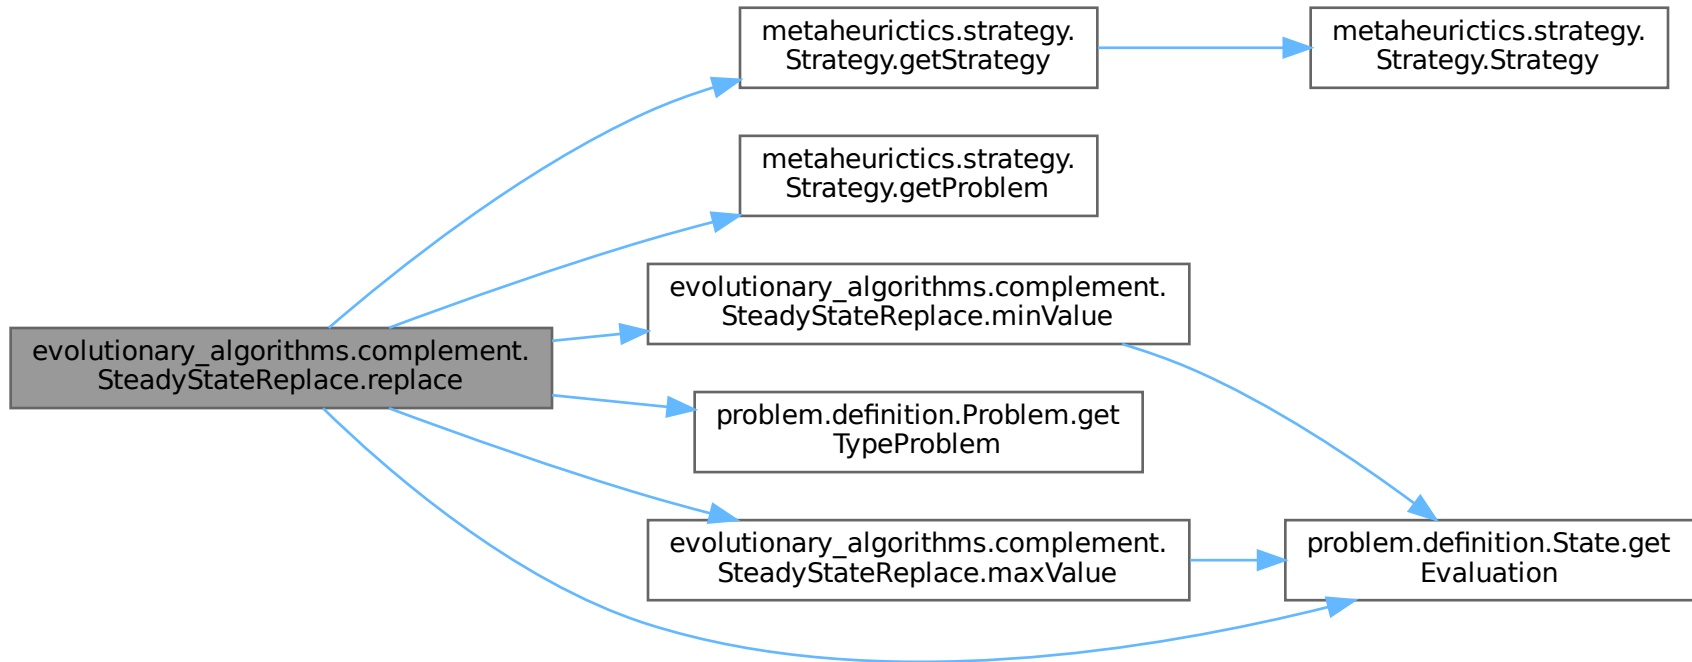 metaheurictics.strategy.
Strategy.getStrategy
metaheurictics.strategy.
Strategy.Strategy
metaheurictics.strategy.
Strategy.getProblem
evolutionary_algorithms.complement.
SteadyStateReplace.minValue
evolutionary_algorithms.complement.
SteadyStateReplace.replace
problem.definition.Problem.get
TypeProblem
evolutionary_algorithms.complement.
SteadyStateReplace.maxValue
problem.definition.State.get
Evaluation